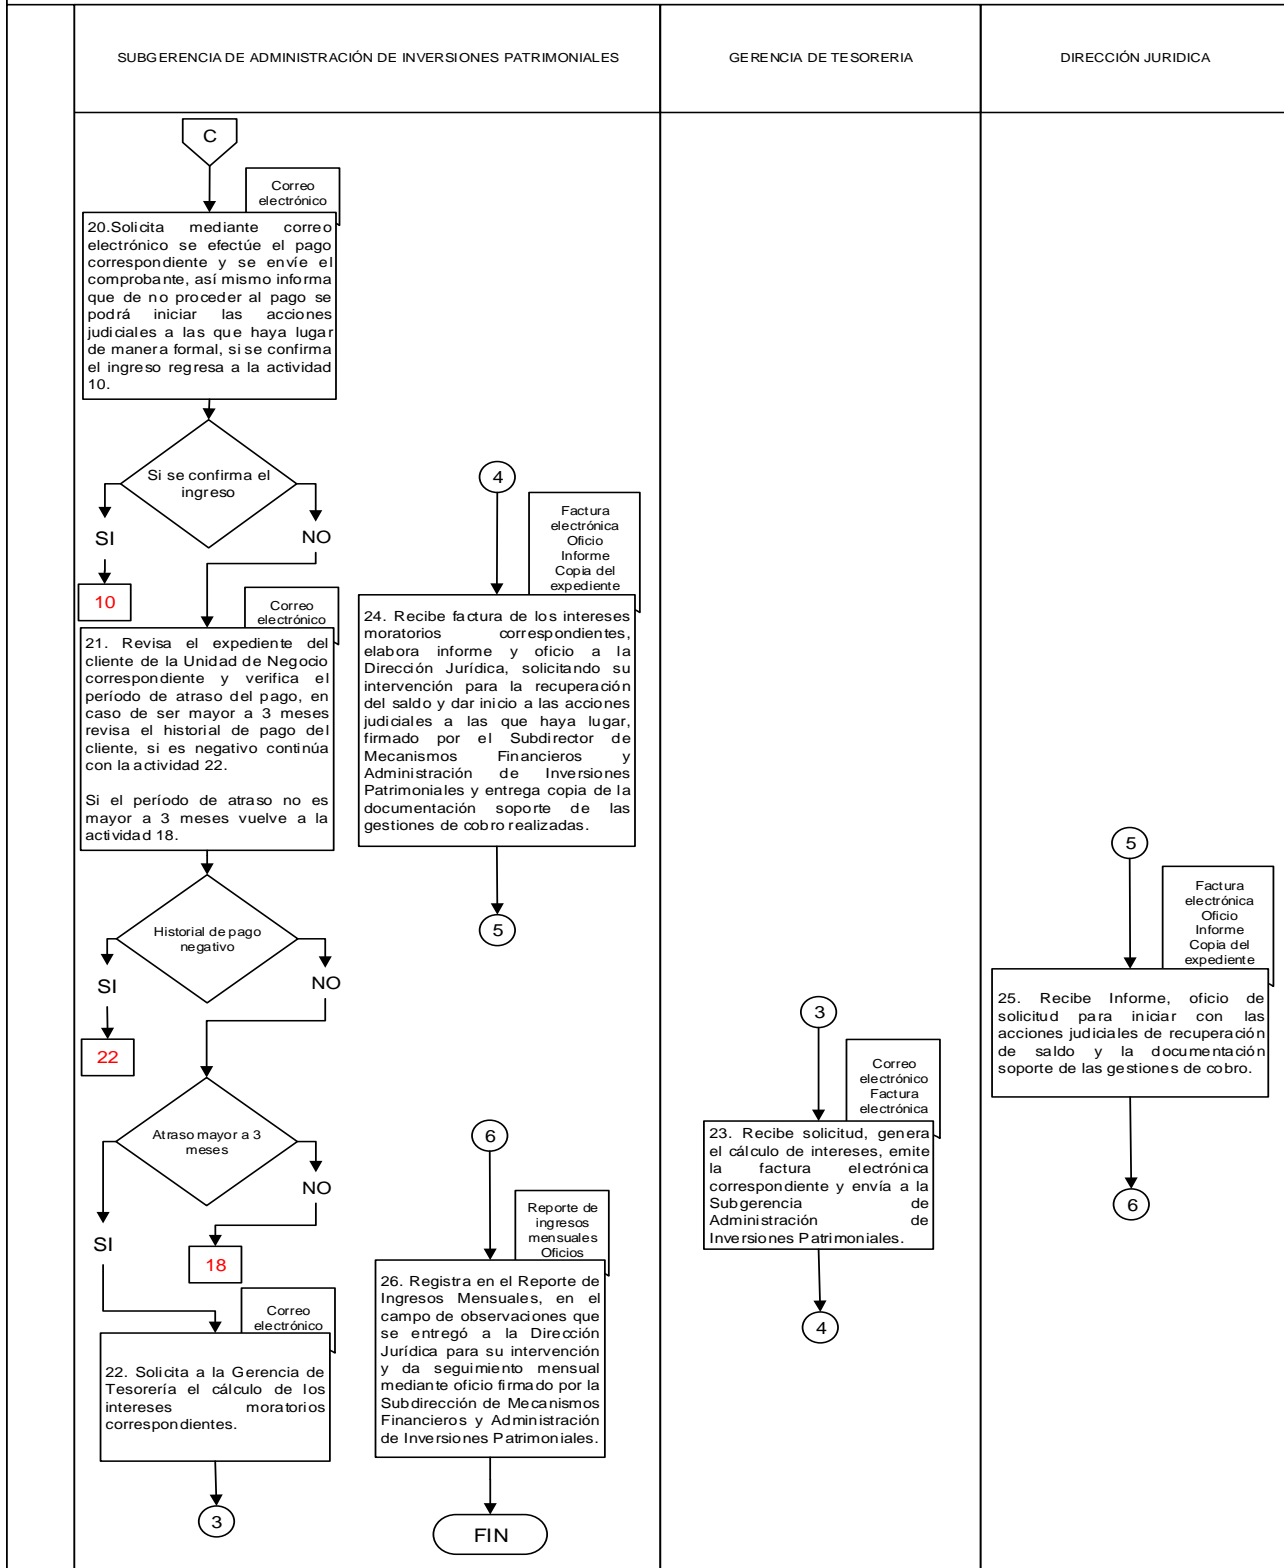 SUBGERENCIA DE ADMINISTRACIÓN DE INVERSIONES PATRIMONIALES
GERENCIA DE TESORERIA
DIRECCIÓN JURIDICA
C
Correo
electrónico
20.Solicita mediante correo
electrónico se efectúe el pago
correspondiente y se envíe el
comprobante, así mismo informa
que de no proceder al pago se
podrá iniciar las acciones
judiciales a las que haya lugar
de manera formal, si se confirma
el ingreso regresa a la actividad
10.
Si se confirma el
ingreso
SI
NO
10
Correo
electrónico
21. Revisa el expediente del
cliente de la Unidad de Negocio
correspondiente y verifica el
período de atraso del pago, en
caso de ser mayor a 3 meses
revisa el historial de pago del
cliente, si es negativo continúa
con la actividad 22.
Si el período de atraso no es
mayor a 3 meses vuelve a la
actividad 18.
Historial de pago
negativo
SI
NO
22
Atraso mayor a 3
meses
NO
SI
18
Correo
electrónico
22. Solicita a la Gerencia de
Tesorería el cálculo de los
intereses moratorios
correspondientes.
3
4
Factura
electrónica
Oficio
Informe
Copia del
expediente
24. Recibe factura de los intereses
moratorios correspondientes,
elabora informe y oficio a la
Dirección Jurídica, solicitando su
intervención para la recuperación
del saldo y dar inicio a las acciones
judiciales a las que haya lugar,
firmado por el Subdirector de
Mecanismos Financieros y
Administración de Inversiones
Patrimoniales y entrega copia de la
documentación soporte de las
gestiones de cobro realizadas.
5
6
Reporte de
ingresos
mensuales
Oficios
26. Registra en el Reporte de
Ingresos Mensuales, en el
campo de observaciones que
se entregó a la Dirección
Jurídica para su intervención
y da seguimiento mensual
mediante oficio firmado por la
Subdirección de Mecanismos
Financieros y Administración
de Inversiones Patrimoniales.
FIN
3
Correo
electrónico
Factura
electrónica
23. Recibe solicitud, genera
el cálculo de intereses, emite
la factura electrónica
correspondiente y envía a la
Subgerencia de
Administración de
Inversiones Patrimoniales.
4
5
Factura
electrónica
Oficio
Informe
Copia del
expediente
25. Recibe Informe, oficio de
solicitud para iniciar con las
acciones judiciales de recuperación
de saldo y la documentación
soporte de las gestiones de cobro.
6